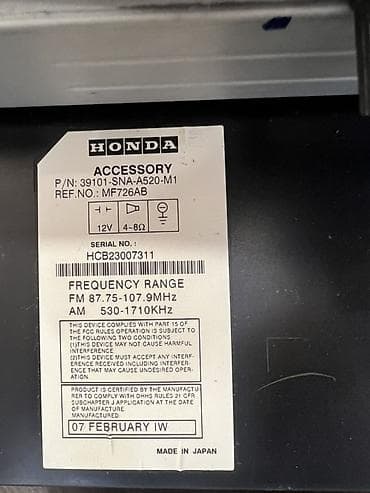 HONDA
ACCESSORY
P/N: 39101-SNA-A520-M1
REF.NO.: MF726AB
12V 4-8Ω
SERIAL NO. :
HCB23007311
FREQUENCY RANGE
FM 87.75-107.9MHz
AM 530-1710KHz
THIS DEVICE COMPLIES WITH PART 15 OF
THE FCC RULES OPERATION IS SUBJECT TO
THE FOLLOWING TWO CONDITIONS:
(1)THIS DEVICE MAY NOT CAUSE HARMFUL
INTERFERENCE
(2)THIS DEVICE MUST ACCEPT ANY INTERF-
ERENCE RECEIVED INCLUDING INTERFER-
ENCE THAT MAY CAUSE UNDESIRED OPER-
ATION
PRODUCT IS CERTIFIED BY THE MANUFACTU
RER TO COMPLY WITH DHHS RULES 21 CFR
SUBCHAPTER J APPLICATION AT THE DATE
OF MANUFACTURE
MANUFACTURED
07 FEBRUARY IW
MADE IN JAPAN